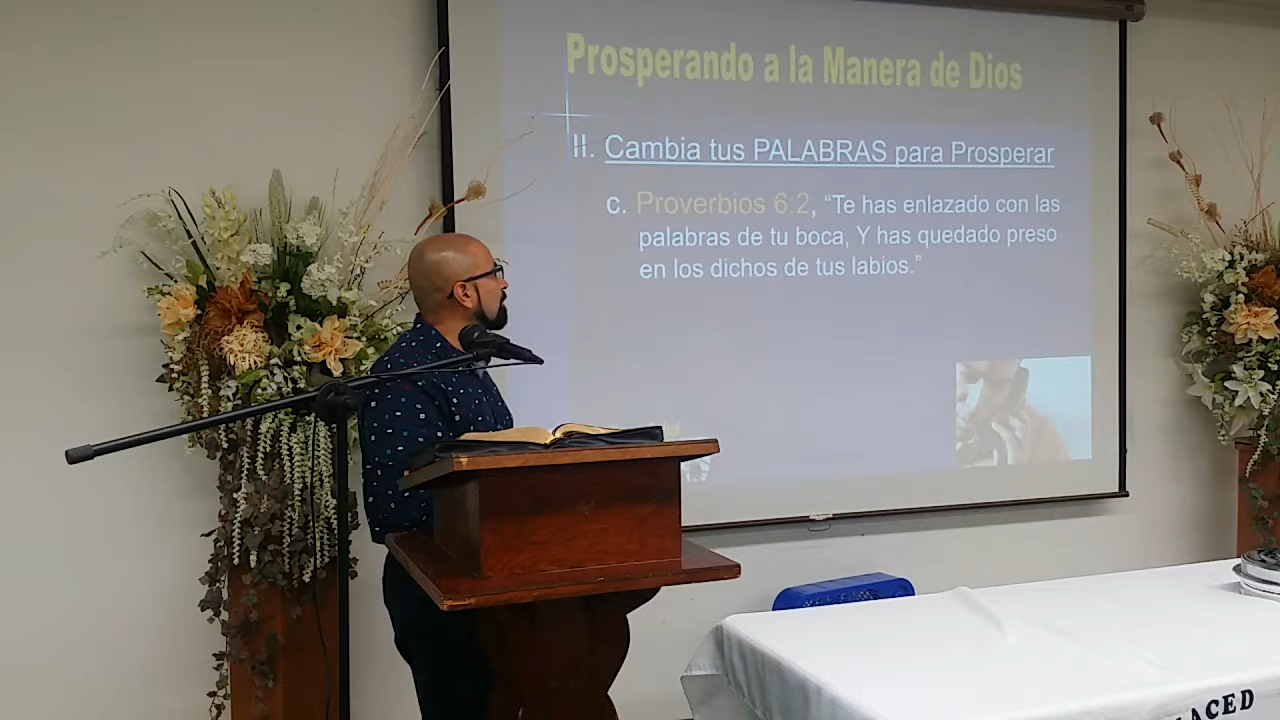 Prosperando a la Manera de Dios
II. Cambia tus PALABRAS para Prosperar
c. Proverbios 6:2, “Te has enlazado con las
palabras de tu boca, Y has quedado preso
en los dichos de tus labios.”
ACED